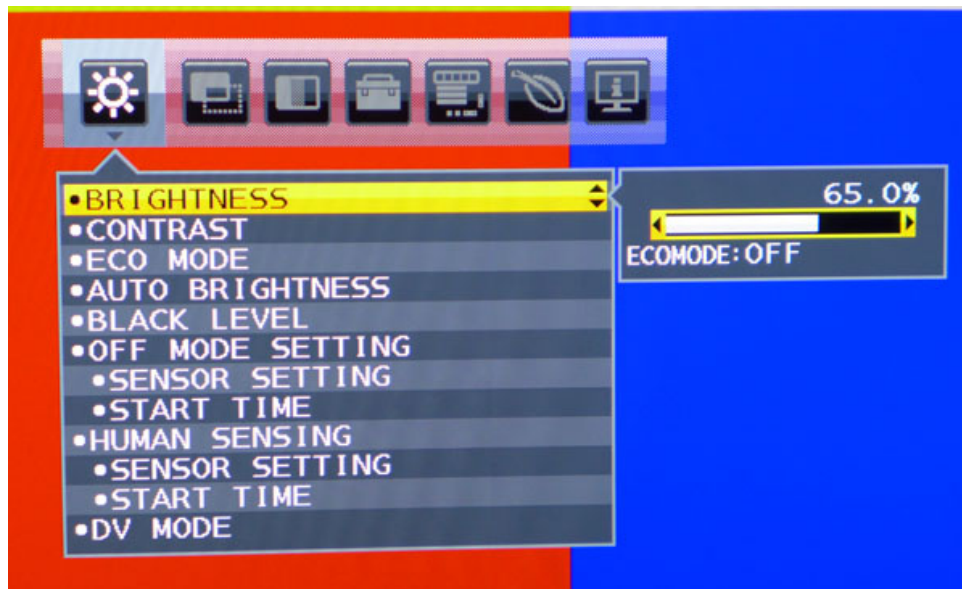 •BRIGHTNESS
•CONTRAST
•ECO MODE
•AUTO BRIGHTNESS
•BLACK LEVEL
•OFF MODE SETTING
•SENSOR SETTING
•START TIME
•HUMAN SENSING
•SENSOR SETTING
•START TIME
•DV MODE
65.0%
ECOMODE:OFF